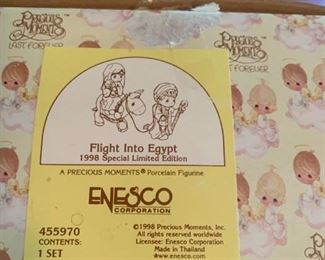 PRECIOUS MOMENTS
LAST FOREVER
PRECIOUS MOMENTS
LAST FOREVER
Flight Into Egypt
1998 Special Limited Edition
A PRECIOUS MOMENTS® Porcelain Figurine
ENESCO
CORPORATION
455970
CONTENTS:
1 SET
©1998 Precious Moments, Inc.
All rights reserved worldwide
Licensee: Enesco Corporation
Made in Thailand
www.enesco.com